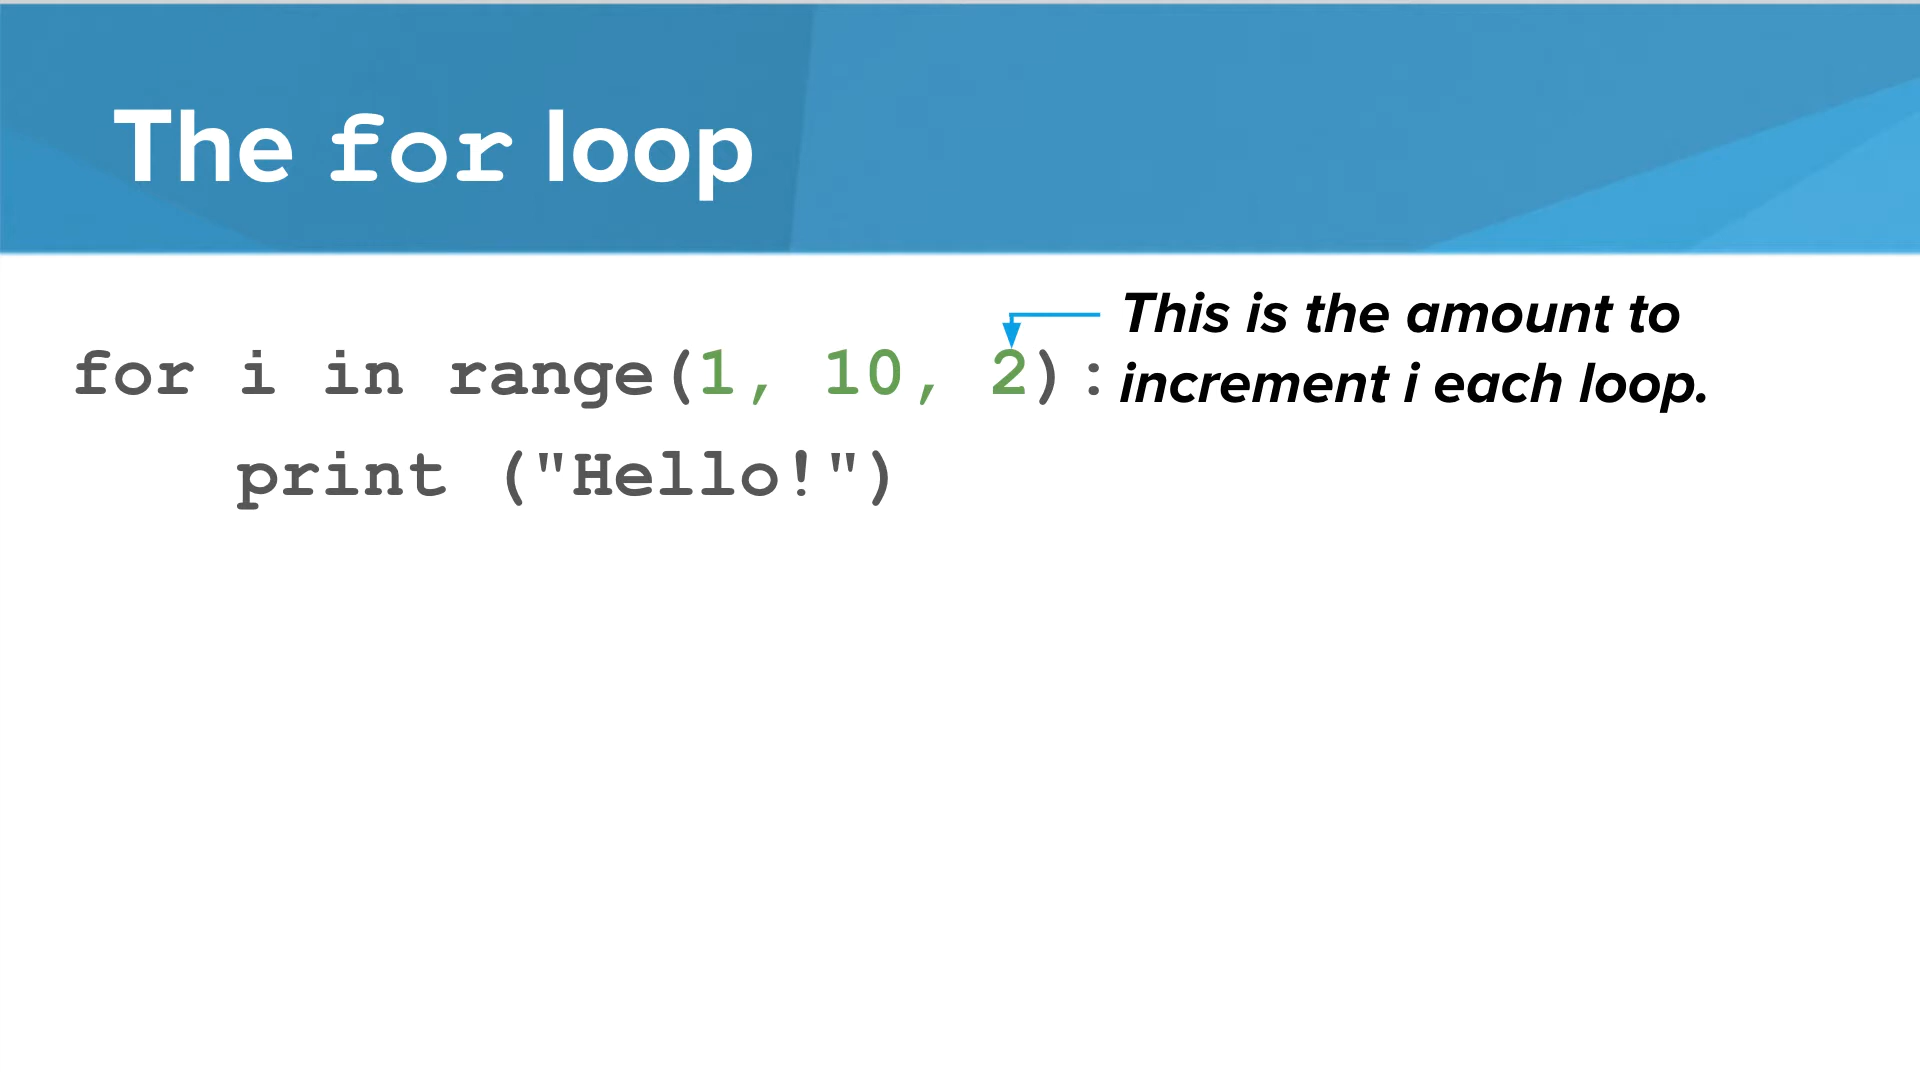 The for loop
This is the amount to
for i in range(1, 10, 2):
increment i each loop.
print ("Hello!")